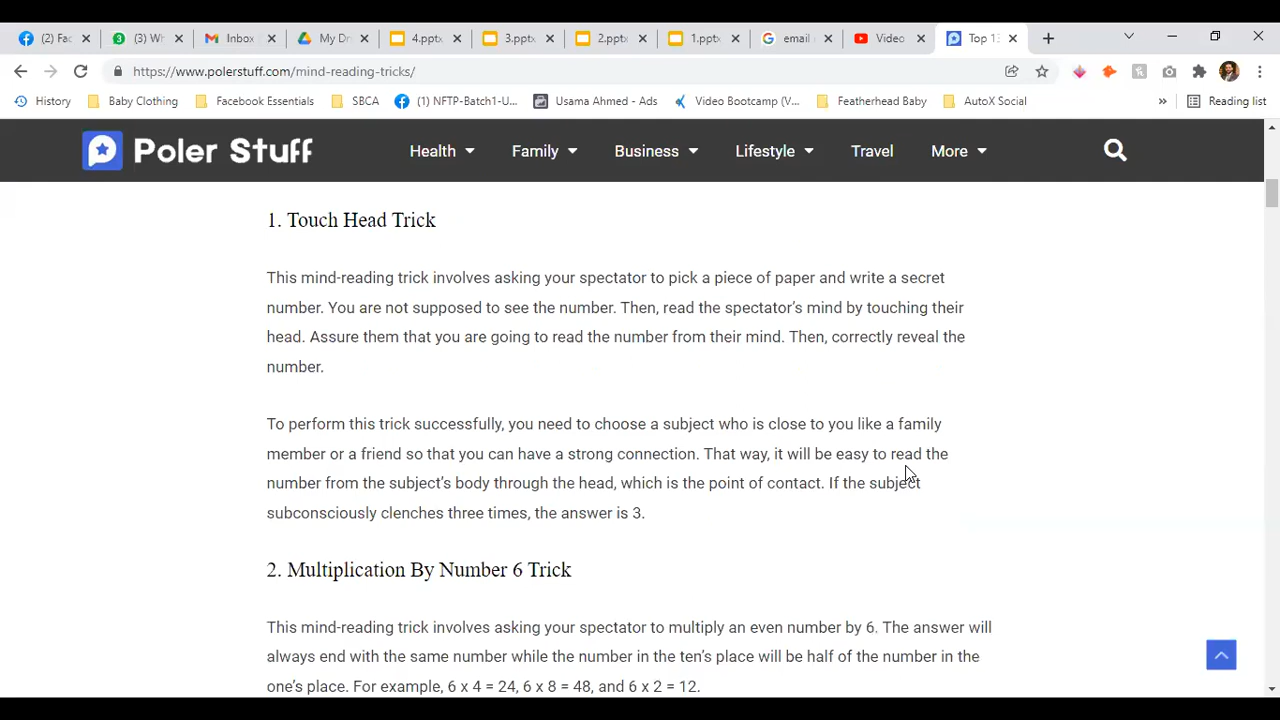 (2) Fac
3 (3) Wh
Inbox (
My Dr
4.pptx
3.pptx
2.pptx
1.pptx
email s
Video
Top 13
https://www.polerstuff.com/mind-reading-tricks/
History Baby Clothing Facebook Essentials SBCA (1) NFTP-Batch1-U... Usama Ahmed - Ads Video Bootcamp (V... Featherhead Baby AutoX Social » Reading list
Poler Stuff Health Family Business Lifestyle Travel More
1. Touch Head Trick
This mind-reading trick involves asking your spectator to pick a piece of paper and write a secret
number. You are not supposed to see the number. Then, read the spectator's mind by touching their
head. Assure them that you are going to read the number from their mind. Then, correctly reveal the
number.
To perform this trick successfully, you need to choose a subject who is close to you like a family
member or a friend so that you can have a strong connection. That way, it will be easy to read the
number from the subject's body through the head, which is the point of contact. If the subject
subconsciously clenches three times, the answer is 3.
2. Multiplication By Number 6 Trick
This mind-reading trick involves asking your spectator to multiply an even number by 6. The answer will
always end with the same number while the number in the ten's place will be half of the number in the
one's place. For example, 6 x 4 = 24, 6 x 8 = 48, and 6 x 2 = 12.